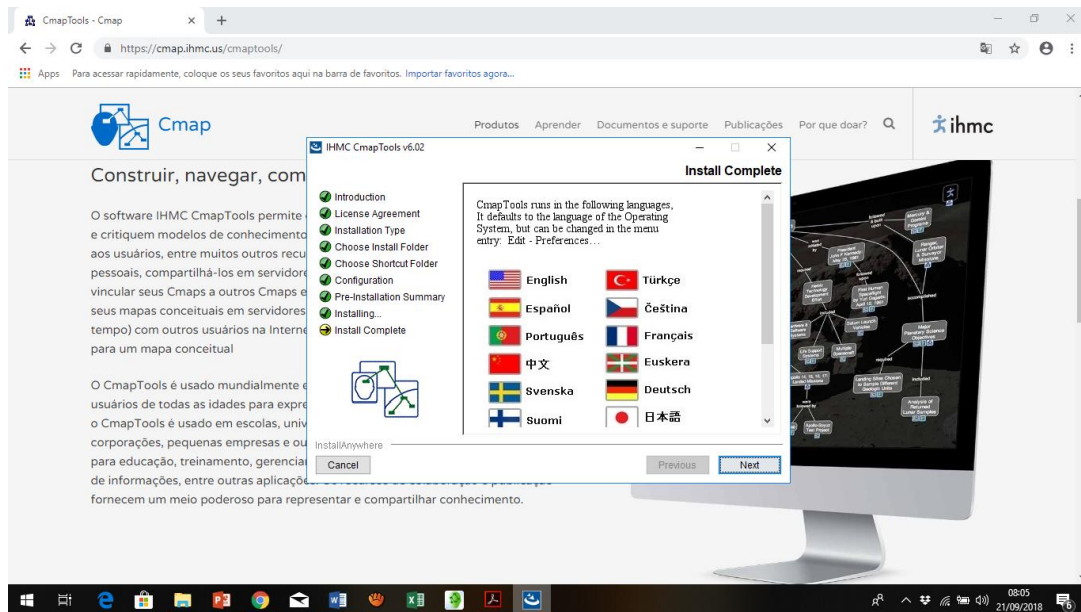 CmapTools - Cmap
https://cmap.ihmc.us/cmaptools/
Apps Para acessar rapidamente, coloque os seus favoritos aqui na barra de favoritos. Importar favoritos agora...
Cmap
Produtos Aprender Documentos e suporte Publicações Por que doar?
ihmc
Construir, navegar, com
O software IHMC CmapTools permite
e critiquem modelos de conhecimento
aos usuários, entre muitos outros recu
pessoais, compartilhá-los em servidore
vincular seus Cmaps a outros Cmaps e
seus mapas conceituais em servidores
tempo) com outros usuários na Interne
para um mapa conceitual
O CmapTools é usado mundialmente e
usuários de todas as idades para expre
o CmapTools é usado em escolas, univ
corporações, pequenas empresas e ou
para educação, treinamento, gerencia
de informações, entre outras aplicaçõe
fornecem um meio poderoso para representar e compartilhar conhecimento.
IHMC CmapTools v6.02
Install Complete
Introduction
License Agreement
Installation Type
Choose Install Folder
Choose Shortcut Folder
Configuration
Pre-Installation Summary
Installing...
Install Complete
CmapTools runs in the following languages,
It defaults to the language of the Operating
System, but can be changed in the menu
entry: Edit - Preferences...
English Türkçe
Español Čeština
Português Français
中文 Euskera
Svenska Deutsch
Suomi 日本語
InstallAnywhere
Cancel Previous Next
08:05
21/09/2018